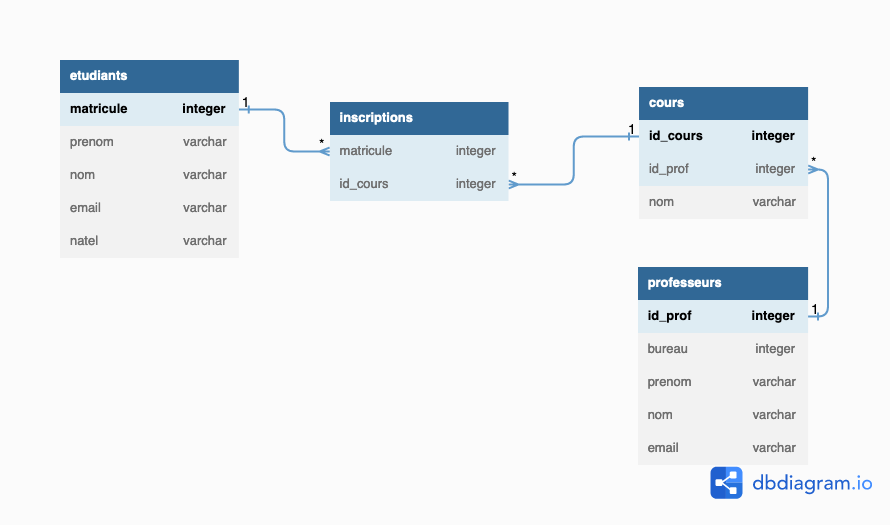 etudiants
matricule integer
prenom varchar
nom varchar
email varchar
natel varchar
1
*
inscriptions
matricule integer
id_cours integer
*
1
cours
id_cours integer
id_prof integer
nom varchar
*
1
professeurs
id_prof integer
bureau integer
prenom varchar
nom varchar
email varchar
dbdiagram.io